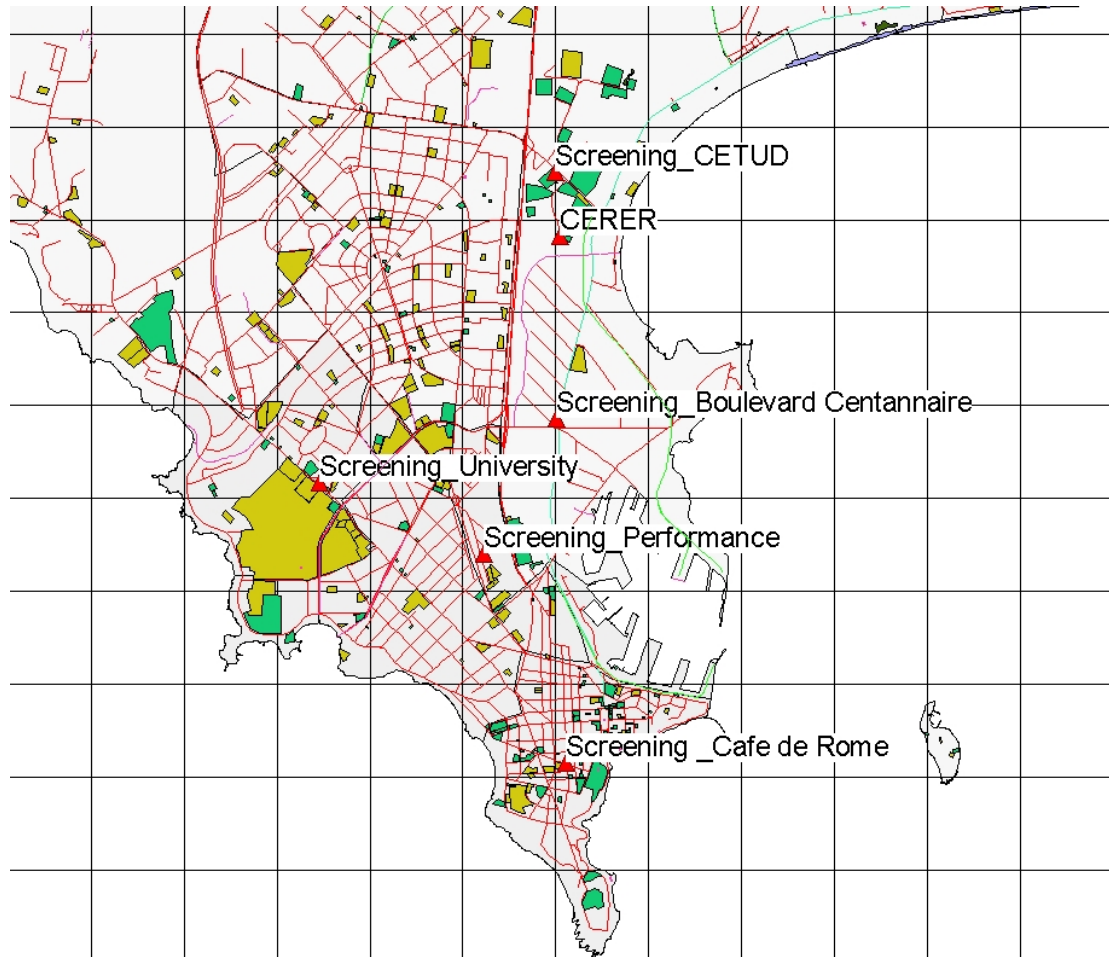 Screening_CETUD
CERER
Screening_Boulevard Centannaire
Screening_University
Screening_Performance
Screening _Cafe de Rome